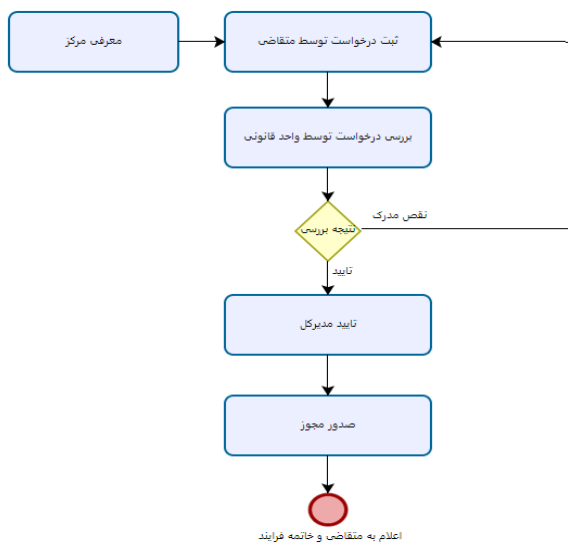 معرفی مرکز
ثبت درخواست توسط متقاضی
بررسی درخواست توسط واحد قانونی
نتیجه بررسی
نقص مدرک
تایید
تایید مدیرکل
صدور مجوز
اعلام به متقاضی و خاتمه فرایند